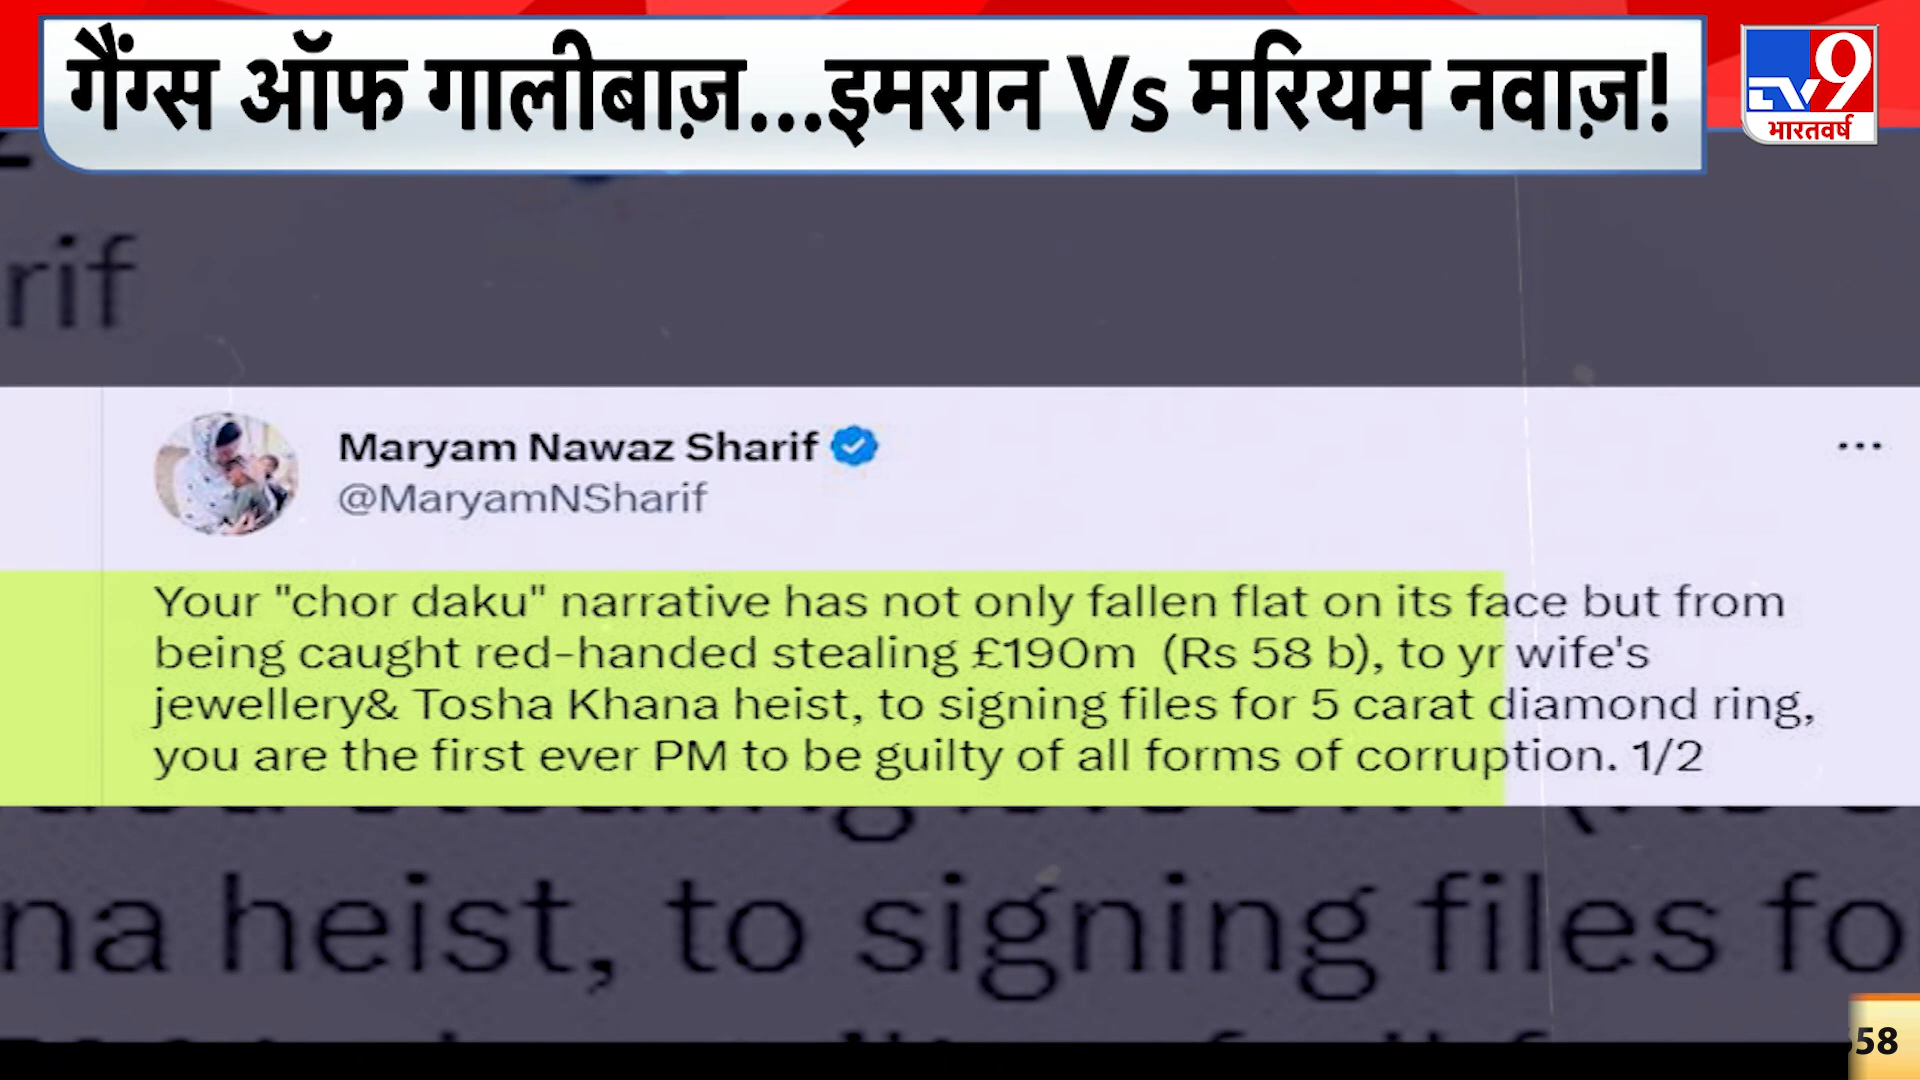 गैंग्स ऑफ गालीबाज़...इमरान Vs मरियम नवाज़!
TV9
भारतवर्ष
rif
Maryam Nawaz Sharif
@MaryamNSharif
Your "chor daku" narrative has not only fallen flat on its face but from
being caught red-handed stealing £190m (Rs 58 b), to yr wife's
jewellery& Tosha Khana heist, to signing files for 5 carat diamond ring,
you are the first ever PM to be guilty of all forms of corruption. 1/2
na heist, to signing files fo
58